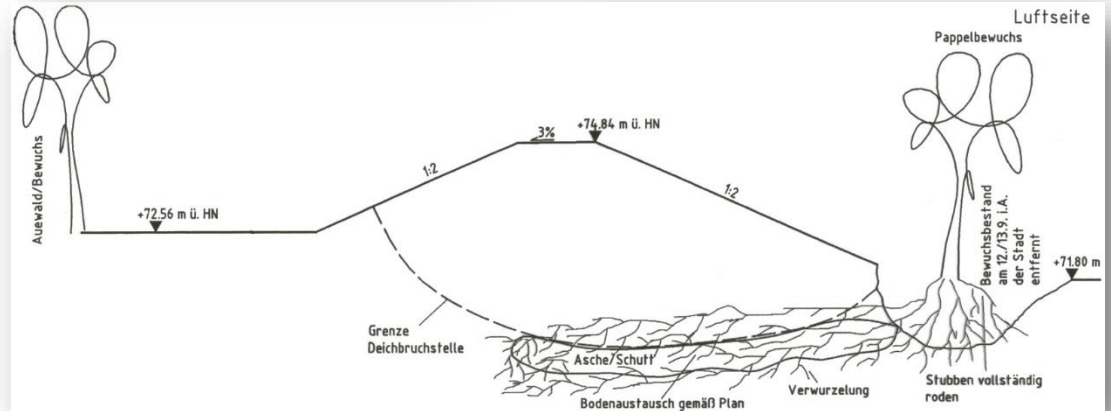 Luftseite
Pappelbewuchs
+74.84 m ü. HN
3%
1:2
1:2
Auewald/Bewuchs
+72.56 m ü. HN
Bewuchsbestand
am 12./13.9. i.A.
der Stadt
entfernt
+71.80 m
Grenze
Deichbruchstelle
Asche/Schutt
Verwurzelung
Bodenaustausch gemäß Plan
Stubben vollständig
roden